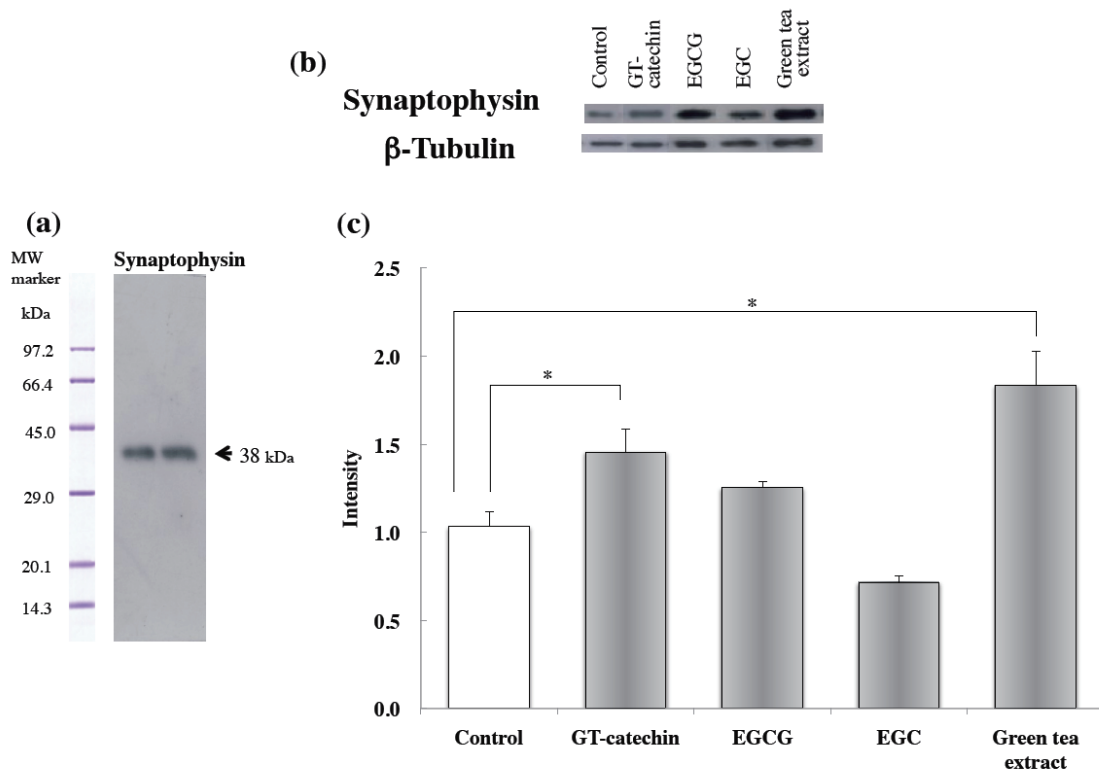 (b)
Control
GT-
catechin
EGCG
EGC
Green tea
extract
Synaptophysin
β-Tubulin
(a)
MW
marker
kDa
97.2
66.4
45.0
29.0
20.1
14.3
Synaptophysin
38 kDa
(c)
Intensity
2.5
2.0
1.5
1.0
0.5
0.0
*
*
Control
GT-catechin
EGCG
EGC
Green tea
extract